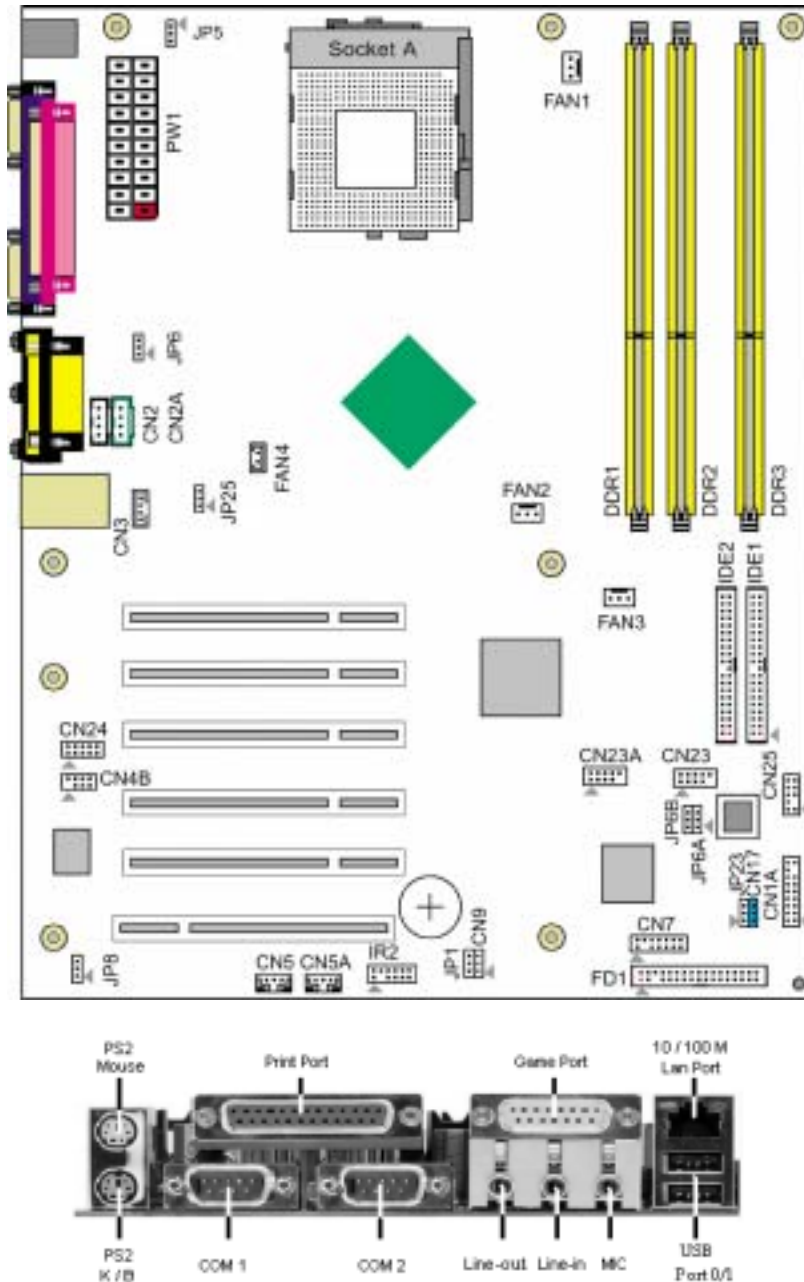 JP5
Socket A
FAN1
PW1
JP6
CN2
CN2A
FAN4
CN3
JP25
FAN2
DDR1
DDR2
DDR3
IDE2
IDE1
FAN3
CN24
CN4B
CN23A
CN23
CN25
JP6B
JP6A
JP23
CN17
CN1A
CN7
FD1
JP8
CN5
CN5A
IR2
JP1
CN9
PS2
Mouse
Print Port
Game Port
10 / 100 M
Lan Port
PS2
K / B
COM 1
COM 2
Line-out
Line-in
MIC
USB
Port 0/1